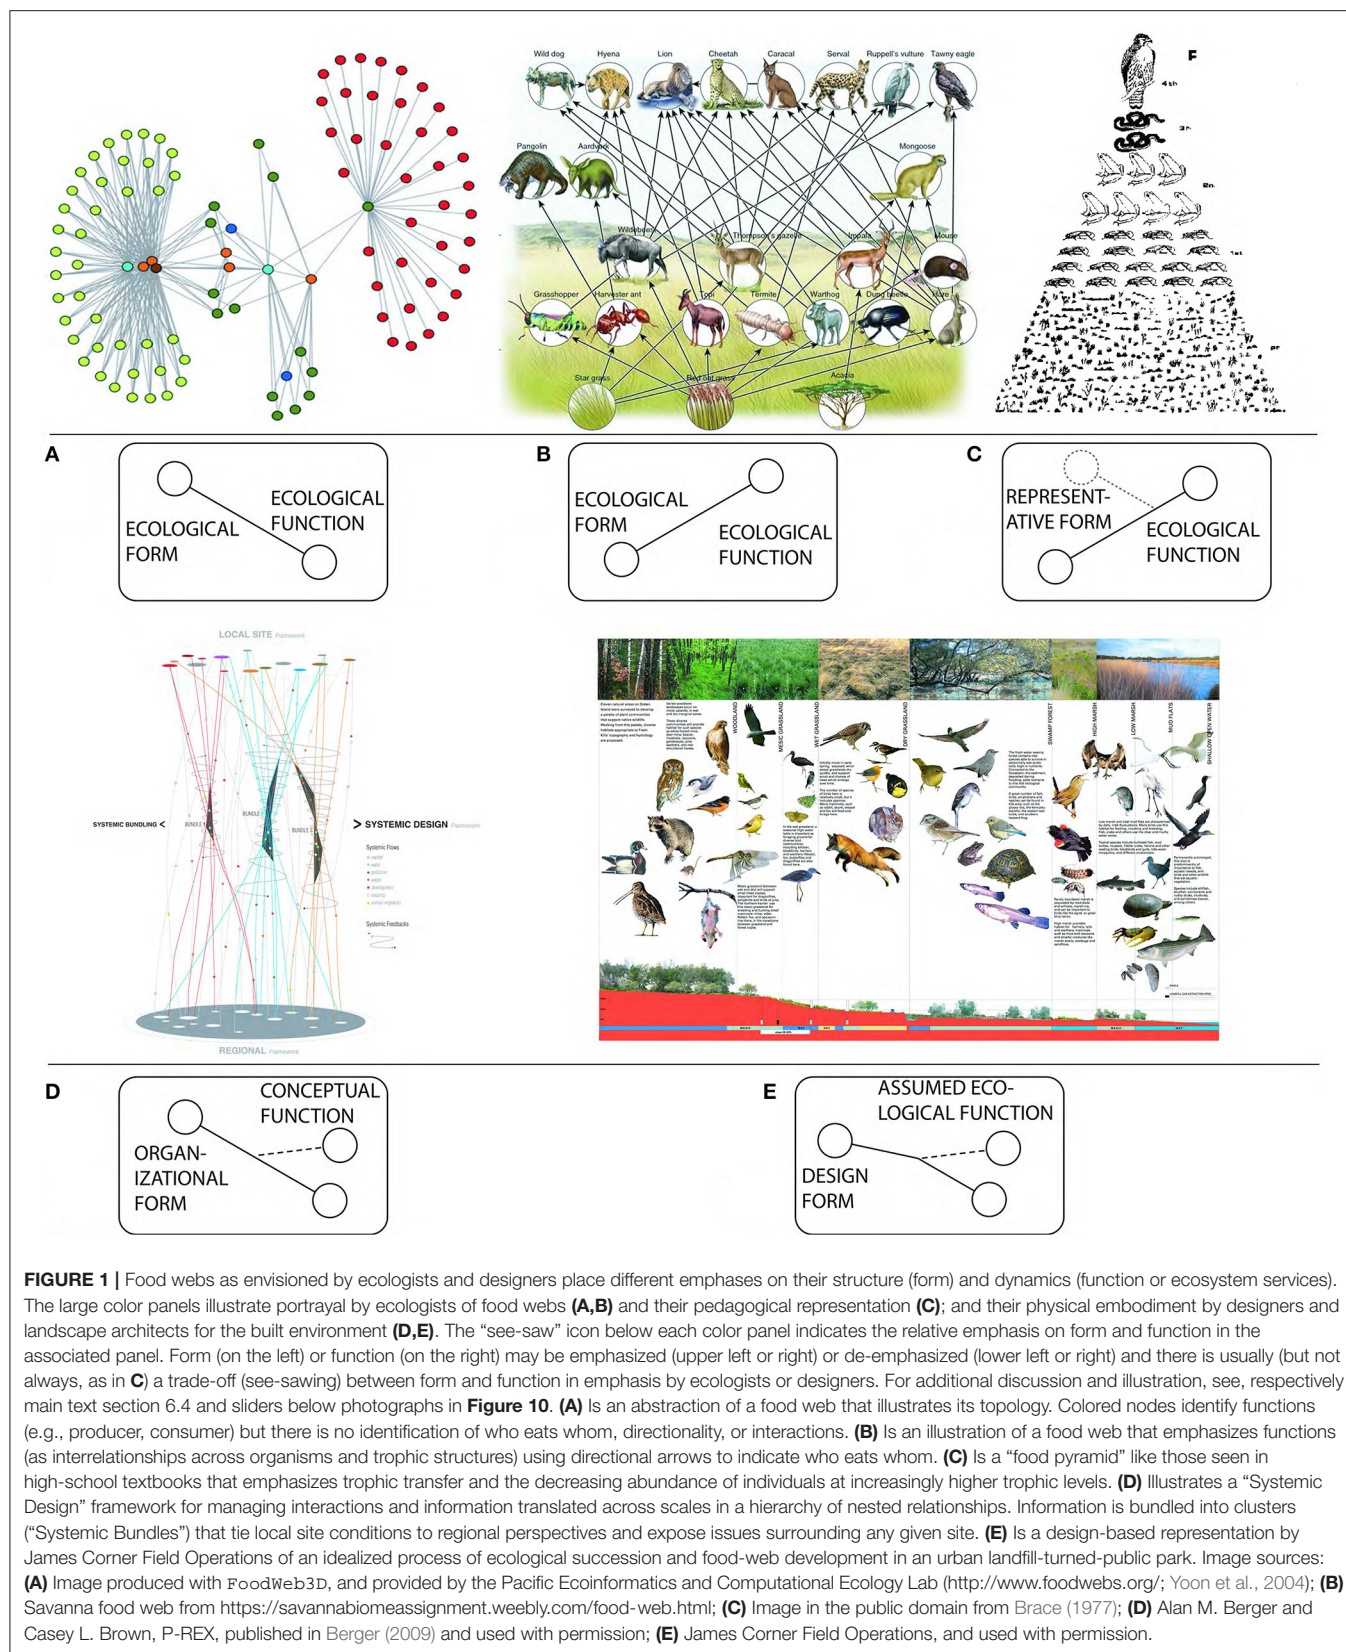 Wild dog
Hyena
Lion
Cheetah
Caracal
Serval
Ruppell's vulture
Tawny eagle
Pangolin
Aardvark
Mongoose
Wildebeest
Thompson's gazelle
Impala
Mouse
Grasshopper
Harvester ant
Topi
Termite
Warthog
Dung beetle
Hare
Star grass
Red oat grass
Acacia
4th
A
ECOLOGICAL
FORM
ECOLOGICAL
FUNCTION
B
ECOLOGICAL
FORM
ECOLOGICAL
FUNCTION
C
REPRESENT-
ATIVE FORM
ECOLOGICAL
FUNCTION
LOCAL SITE Framework
SYSTEMIC BUNDLING <
BUNDLE 1
BUNDLE 2
BUNDLE 3
> SYSTEMIC DESIGN Framework
Systemic Flows
Systemic Feedbacks
REGIONAL Framework
WOODLAND
MESIC GRASSLAND
WET GRASSLAND
DRY GRASSLAND
SWAMP FOREST
HIGH MARSH
LOW MARSH
MUD FLATS
SHALLOW OPEN WATER
D
ORGAN-
IZATIONAL
FORM
CONCEPTUAL
FUNCTION
E
DESIGN
FORM
ASSUMED ECO-
LOGICAL FUNCTION
FIGURE 1 | Food webs as envisioned by ecologists and designers place different emphases on their structure (form) and dynamics (function or ecosystem services).
The large color panels illustrate portrayal by ecologists of food webs (A,B) and their pedagogical representation (C); and their physical embodiment by designers and
landscape architects for the built environment (D,E). The “see-saw” icon below each color panel indicates the relative emphasis on form and function in the
associated panel. Form (on the left) or function (on the right) may be emphasized (upper left or right) or de-emphasized (lower left or right) and there is usually (but not
always, as in C) a trade-off (see-sawing) between form and function in emphasis by ecologists or designers. For additional discussion and illustration, see, respectively
main text section 6.4 and sliders below photographs in Figure 10. (A) Is an abstraction of a food web that illustrates its topology. Colored nodes identify functions
(e.g., producer, consumer) but there is no identification of who eats whom, directionality, or interactions. (B) Is an illustration of a food web that emphasizes functions
(as interrelationships across organisms and trophic structures) using directional arrows to indicate who eats whom. (C) Is a “food pyramid” like those seen in
high-school textbooks that emphasizes trophic transfer and the decreasing abundance of individuals at increasingly higher trophic levels. (D) Illustrates a “Systemic
Design” framework for managing interactions and information translated across scales in a hierarchy of nested relationships. Information is bundled into clusters
(“Systemic Bundles”) that tie local site conditions to regional perspectives and expose issues surrounding any given site. (E) Is a design-based representation by
James Corner Field Operations of an idealized process of ecological succession and food-web development in an urban landfill-turned-public park. Image sources:
(A) Image produced with FoodWeb3D, and provided by the Pacific Ecoinformatics and Computational Ecology Lab (http://www.foodwebs.org/; Yoon et al., 2004); (B)
Savanna food web from https://savannabiomeassignment.weebly.com/food-web.html; (C) Image in the public domain from Brace (1977); (D) Alan M. Berger and
Casey L. Brown, P-REX, published in Berger (2009) and used with permission; (E) James Corner Field Operations, and used with permission.